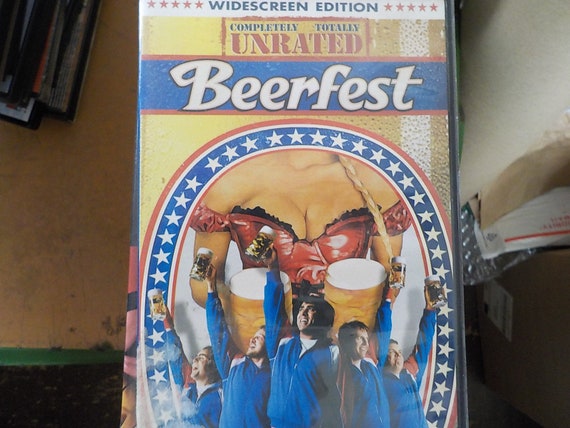 ★★★★★ WIDESCREEN EDITION ★★★★★
COMPLETELY TOTALLY
UNRATED
Beerfest